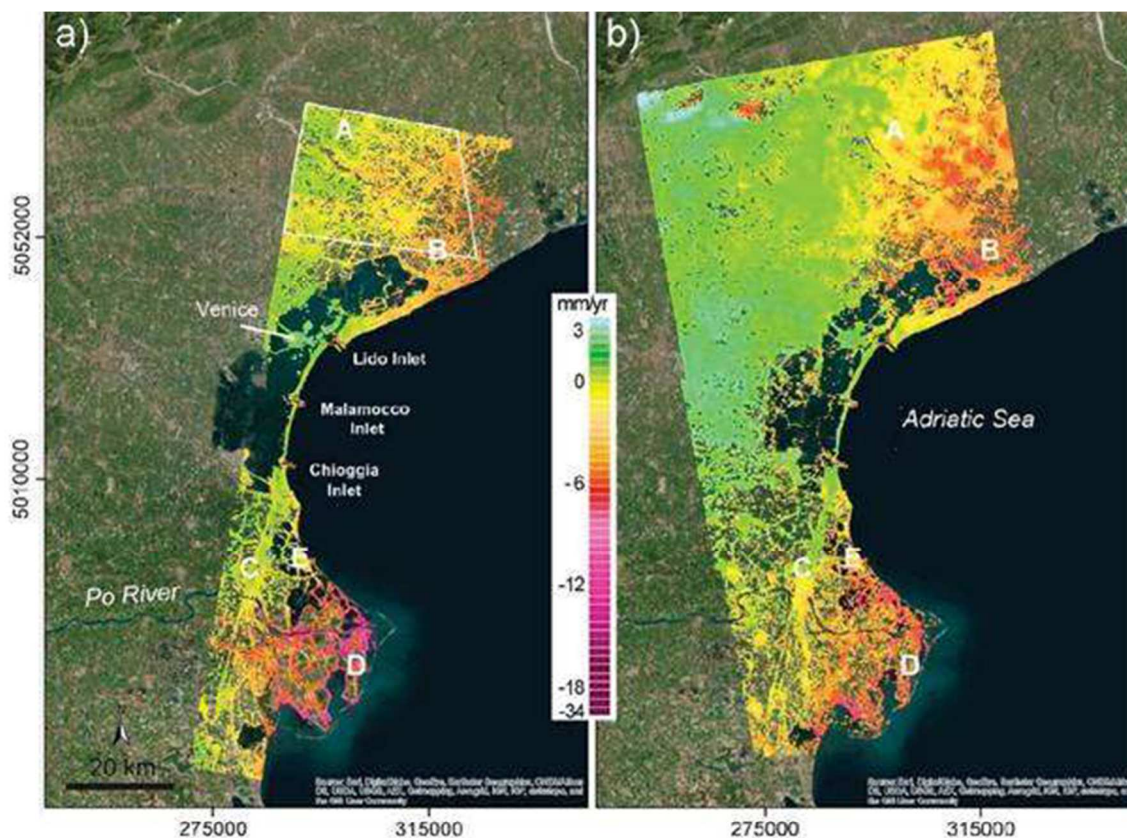 a)
b)
A
A
5052000
B
B
mm/yr
Venice
3
Lido Inlet
0
Malamocco
Inlet
Adriatic Sea
5010000
Chioggia
Inlet
-6
C
E
C
E
-12
Po River
D
D
-18
-34
20 km
275000
315000
275000
315000